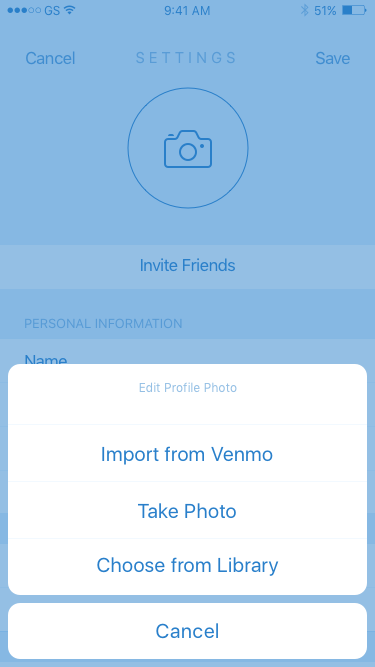 GS 9:41 AM 51%
Cancel SETTINGS Save
Invite Friends
PERSONAL INFORMATION
Name
Edit Profile Photo
Import from Venmo
Take Photo
Choose from Library
Cancel